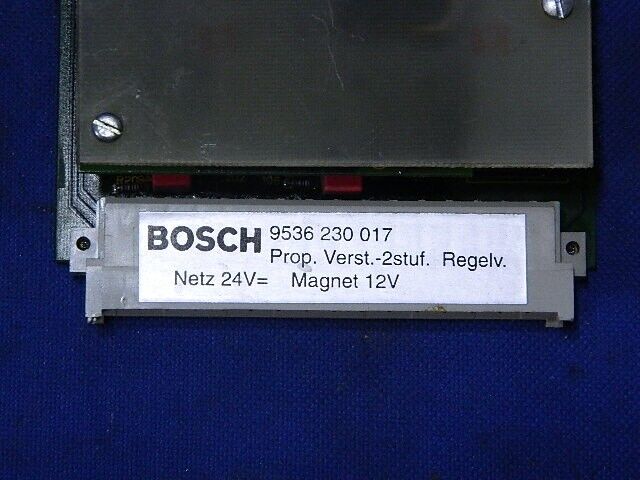 BOSCH 9536 230 017
Prop. Verst.-2stuf. Regelv.
Netz 24V= Magnet 12V